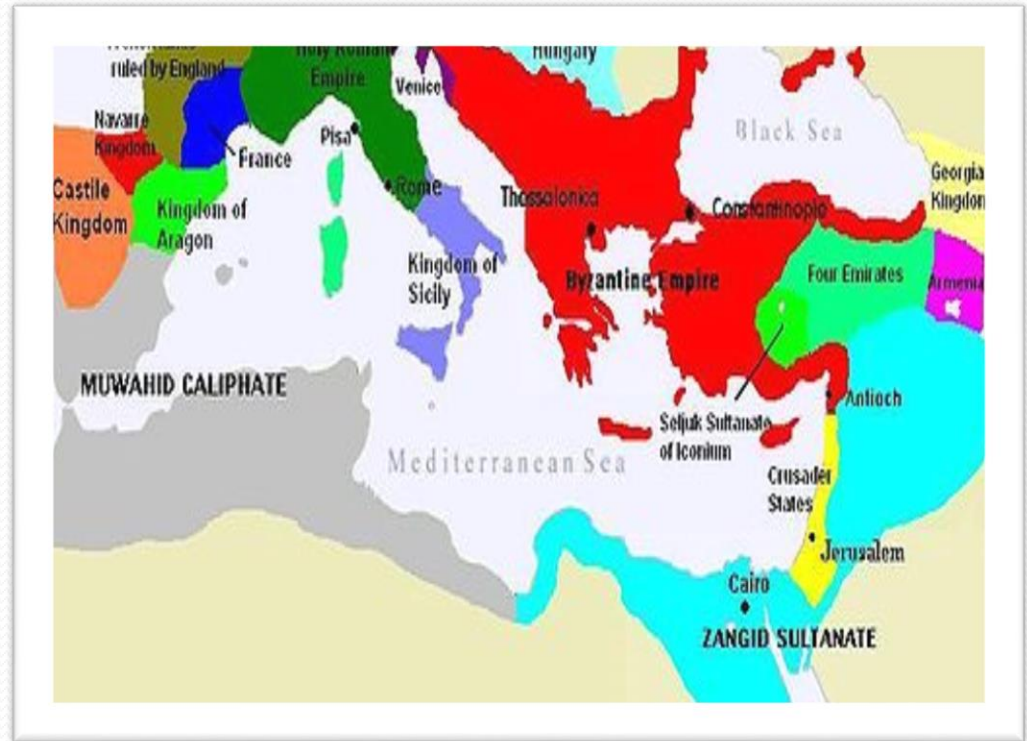 ruled by England
Holy Roman
Empire
Hungary
Venice
Navarre
Kingdom
Pisa
France
Black Sea
Georgia
Kingdom
Castile
Kingdom
Rome
Thossalonica
Constantinoplo
Kingdom of
Aragon
Kingdom of
Sicily
Byzantine Empire
Four Emirates
Armenia
MUWAHID CALIPHATE
Antioch
Seljuk Sultanate
of Iconium
Mediterranean Sea
Crusader
States
Jerusalem
Cairo
ZANGID SULTANATE